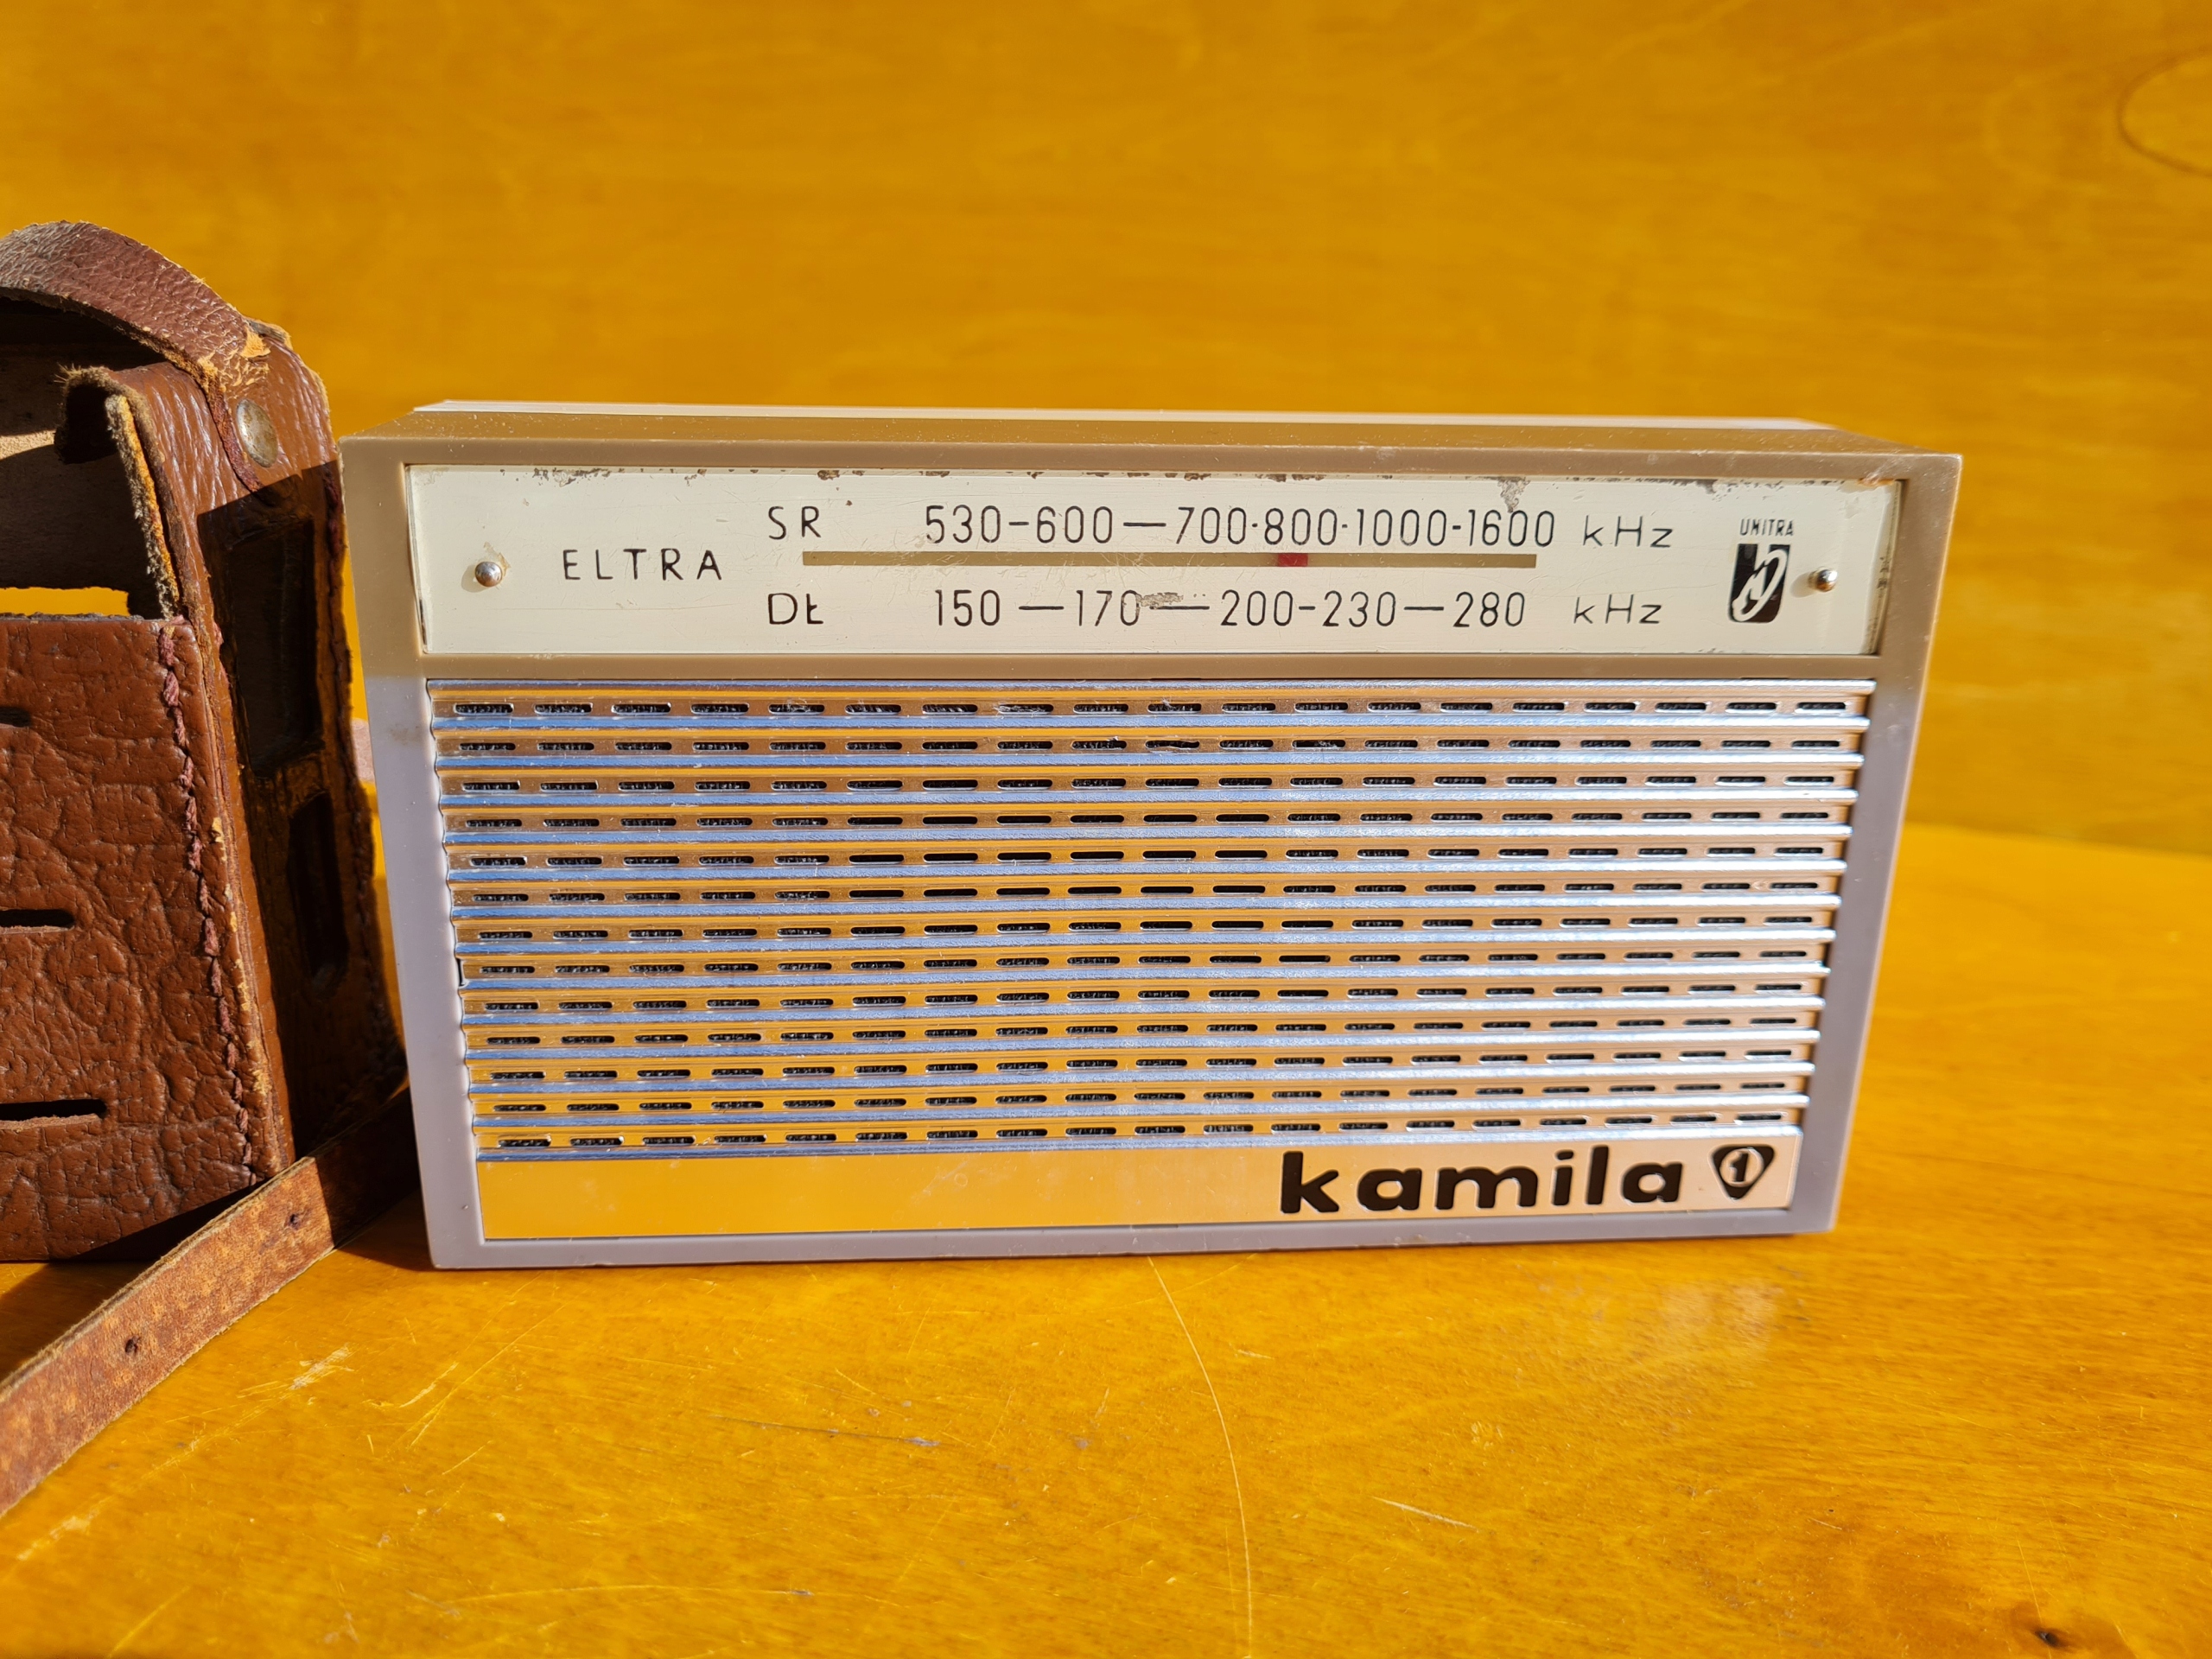 SR 530-600—700·800·1000-1600 kHz
UNITRA
ELTRA
DŁ 150—170—200-230—280 kHz
kamila 1